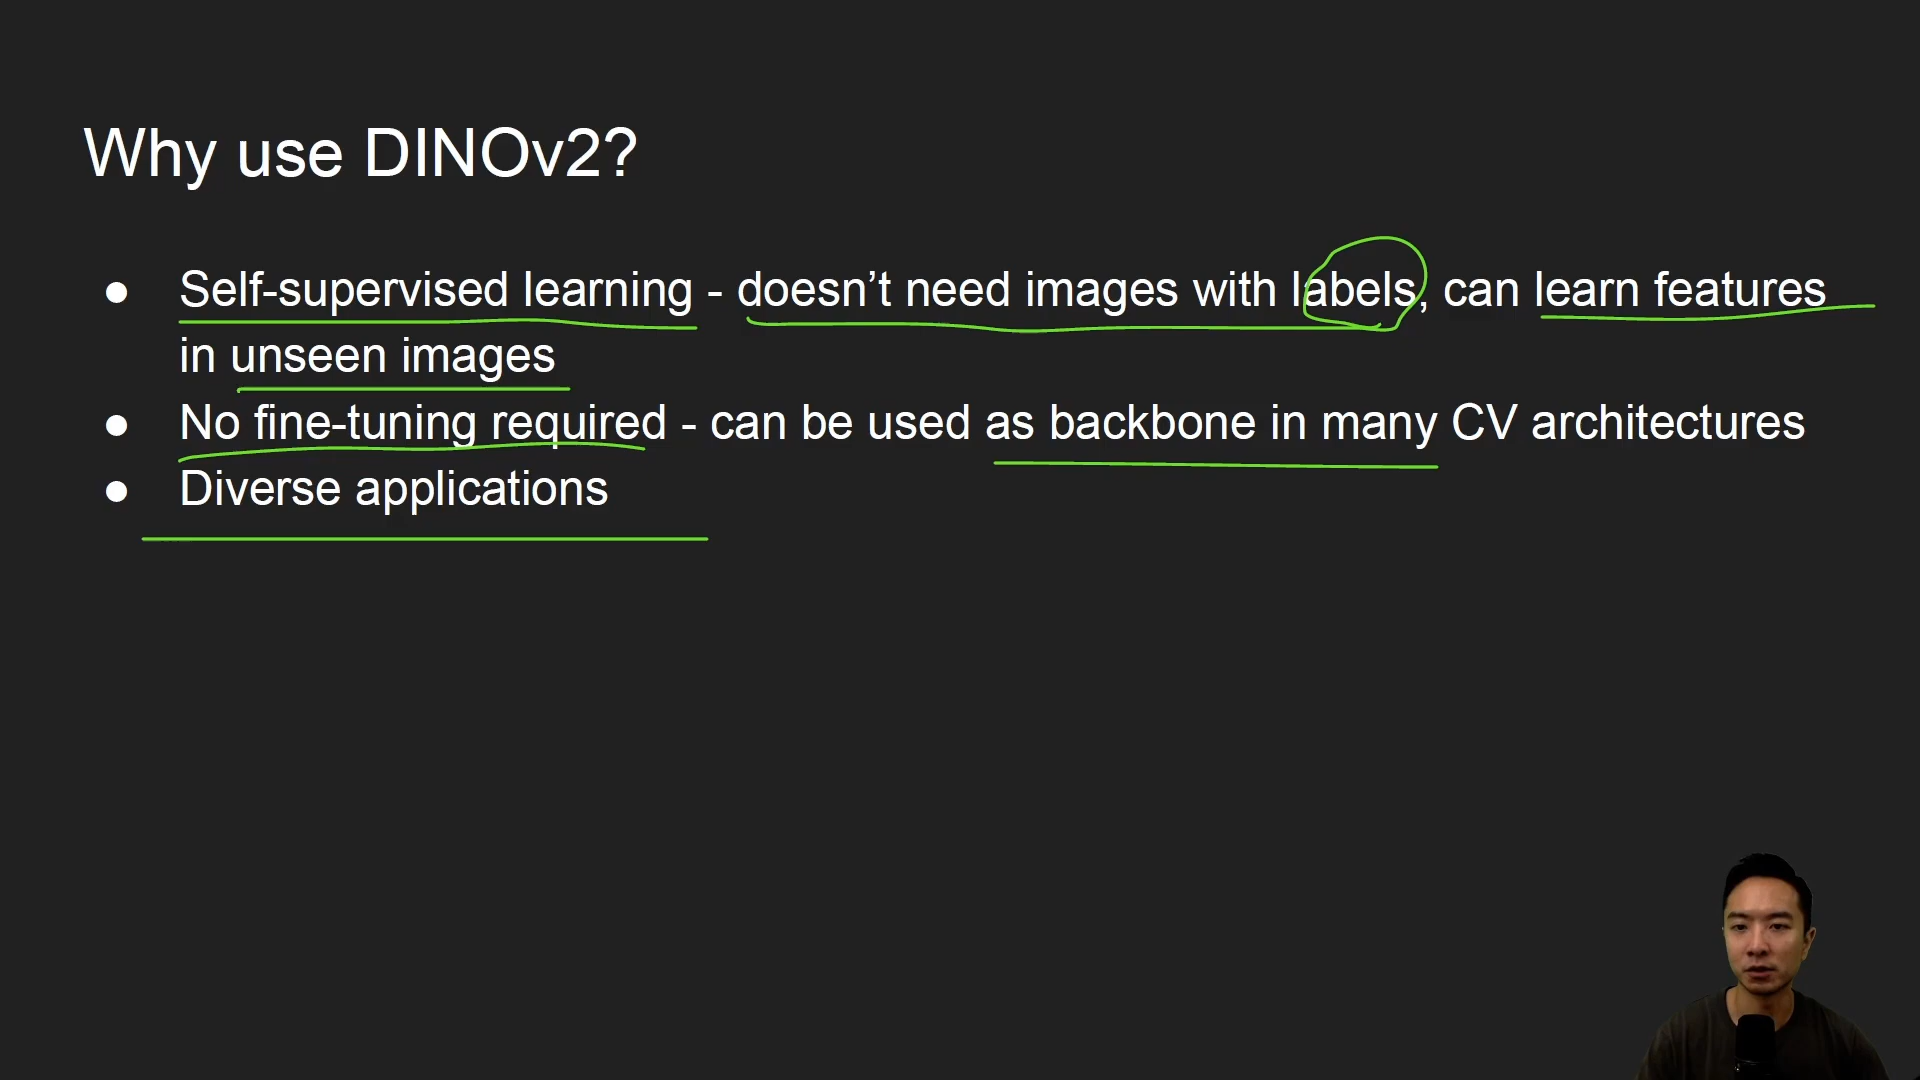 Why use DINOv2?
● Self-supervised learning - doesn’t need images with labels, can learn features
in unseen images
● No fine-tuning required - can be used as backbone in many CV architectures
● Diverse applications